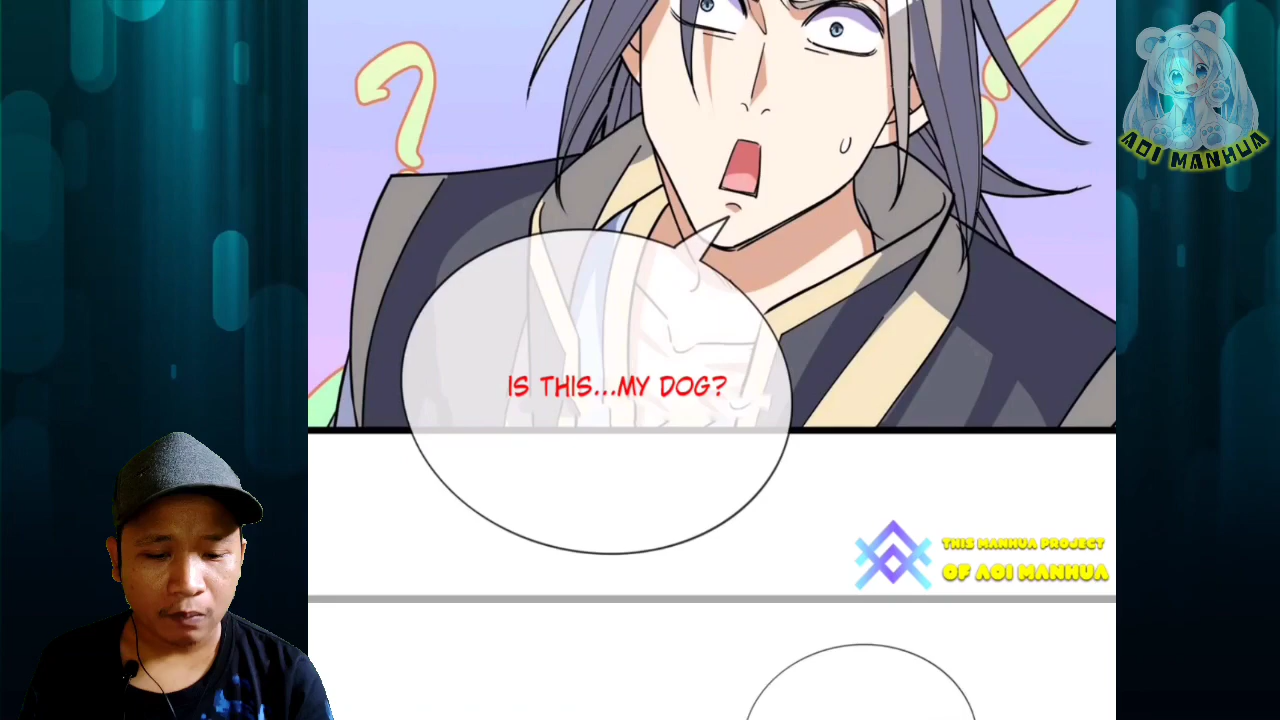 AOI MANHUA
IS THIS...MY DOG?
THIS MANHUA PROJECT
OF AOI MANHUA